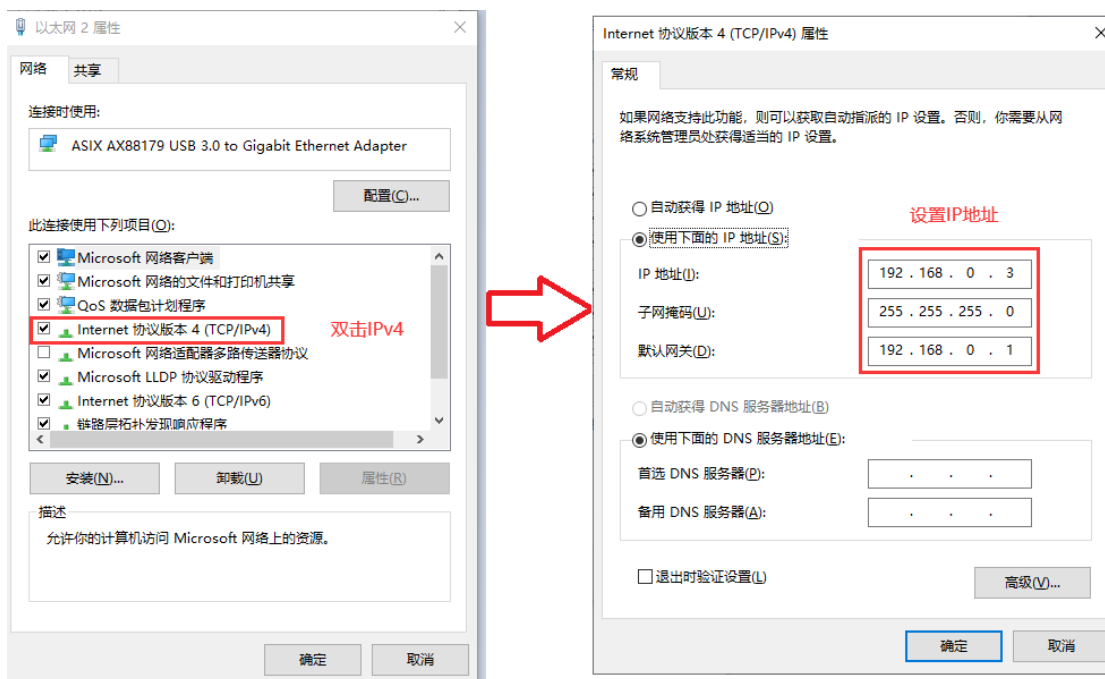 以太网 2 属性
网络
共享
连接时使用:
ASIX AX88179 USB 3.0 to Gigabit Ethernet Adapter
配置(C)...
此连接使用下列项目(O):
Microsoft 网络客户端
Microsoft 网络的文件和打印机共享
QoS 数据包计划程序
Internet 协议版本 4 (TCP/IPv4)
双击IPv4
Microsoft 网络适配器多路传送器协议
Microsoft LLDP 协议驱动程序
Internet 协议版本 6 (TCP/IPv6)
链路层拓扑发现响应程序
安装(N)...
卸载(U)
属性(R)
描述
允许你的计算机访问 Microsoft 网络上的资源。
确定
取消
Internet 协议版本 4 (TCP/IPv4) 属性
常规
如果网络支持此功能，则可以获取自动指派的 IP 设置。否则，你需要从网
络系统管理员处获得适当的 IP 设置。
自动获得 IP 地址(O)
设置IP地址
使用下面的 IP 地址(S):
IP 地址(I):
192 . 168 . 0 . 3
子网掩码(U):
255 . 255 . 255 . 0
默认网关(D):
192 . 168 . 0 . 1
自动获得 DNS 服务器地址(B)
使用下面的 DNS 服务器地址(E):
首选 DNS 服务器(P):
. . .
备用 DNS 服务器(A):
. . .
退出时验证设置(L)
高级(V)...
确定
取消